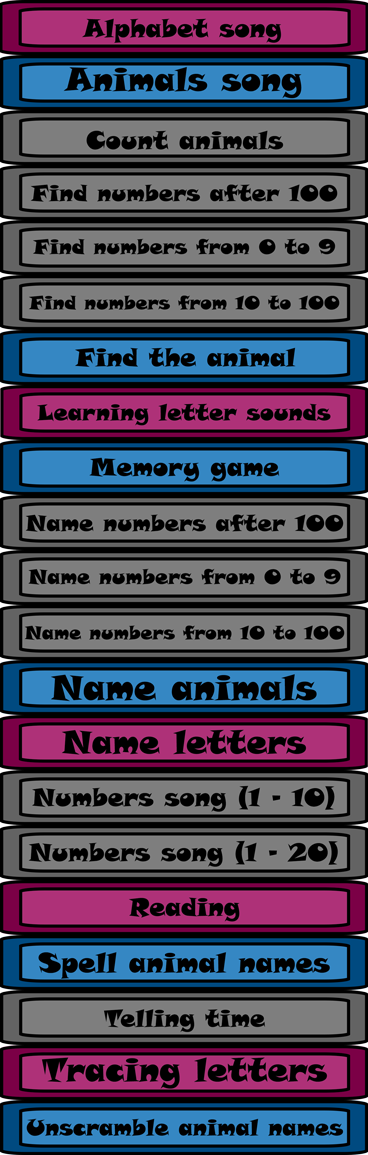 Alphabet song
Animals song
Count animals
Find numbers after 100
Find numbers from 0 to 9
Find numbers from 10 to 100
Find the animal
Learning letter sounds
Memory game
Name numbers after 100
Name numbers from 0 to 9
Name numbers from 10 to 100
Name animals
Name letters
Numbers song (1 - 10)
Numbers song (1 - 20)
Reading
Spell animal names
Telling time
Tracing letters
Unscramble animal names